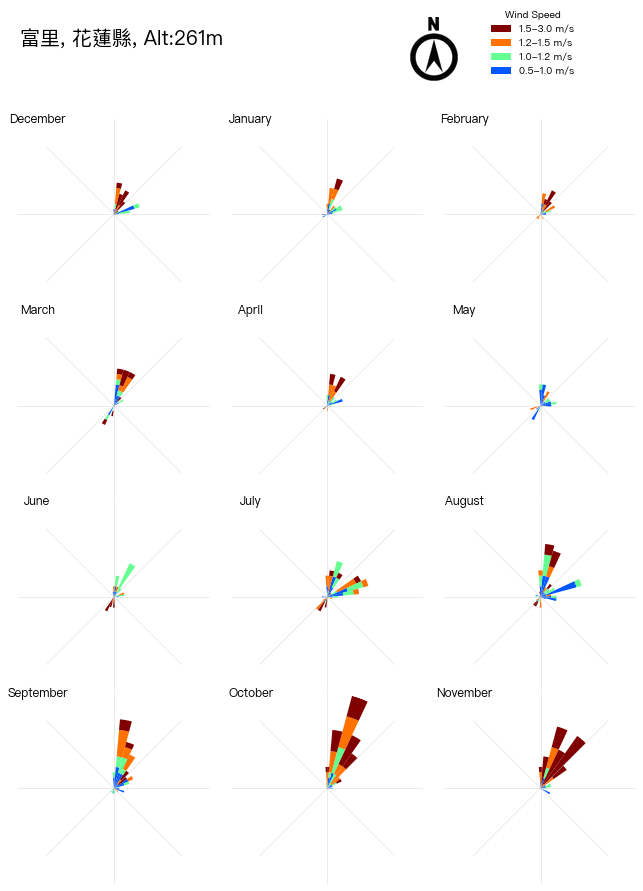 富里, 花蓮縣, Alt:261m
N
Wind Speed
1.5–3.0 m/s
1.2–1.5 m/s
1.0–1.2 m/s
0.5–1.0 m/s
December
January
February
March
April
May
June
July
August
September
October
November